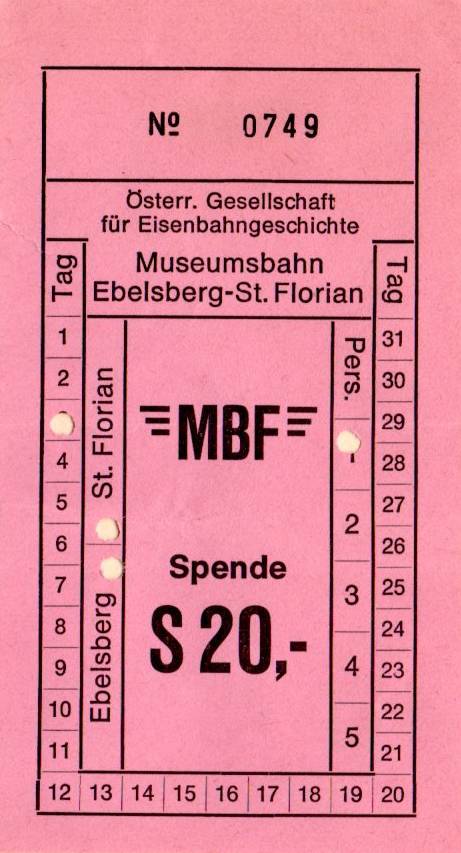 Nº 0749
Österr. Gesellschaft
für Eisenbahngeschichte
Museumsbahn
Ebelsberg-St. Florian
Tag
1
2
4
5
6
7
8
9
10
11
12
13
14
15
16
17
18
19
20
21
22
23
24
25
26
27
28
29
30
31
Tag
St. Florian
Ebelsberg
MBF
Spende
S 20,-
Pers.
2
3
4
5